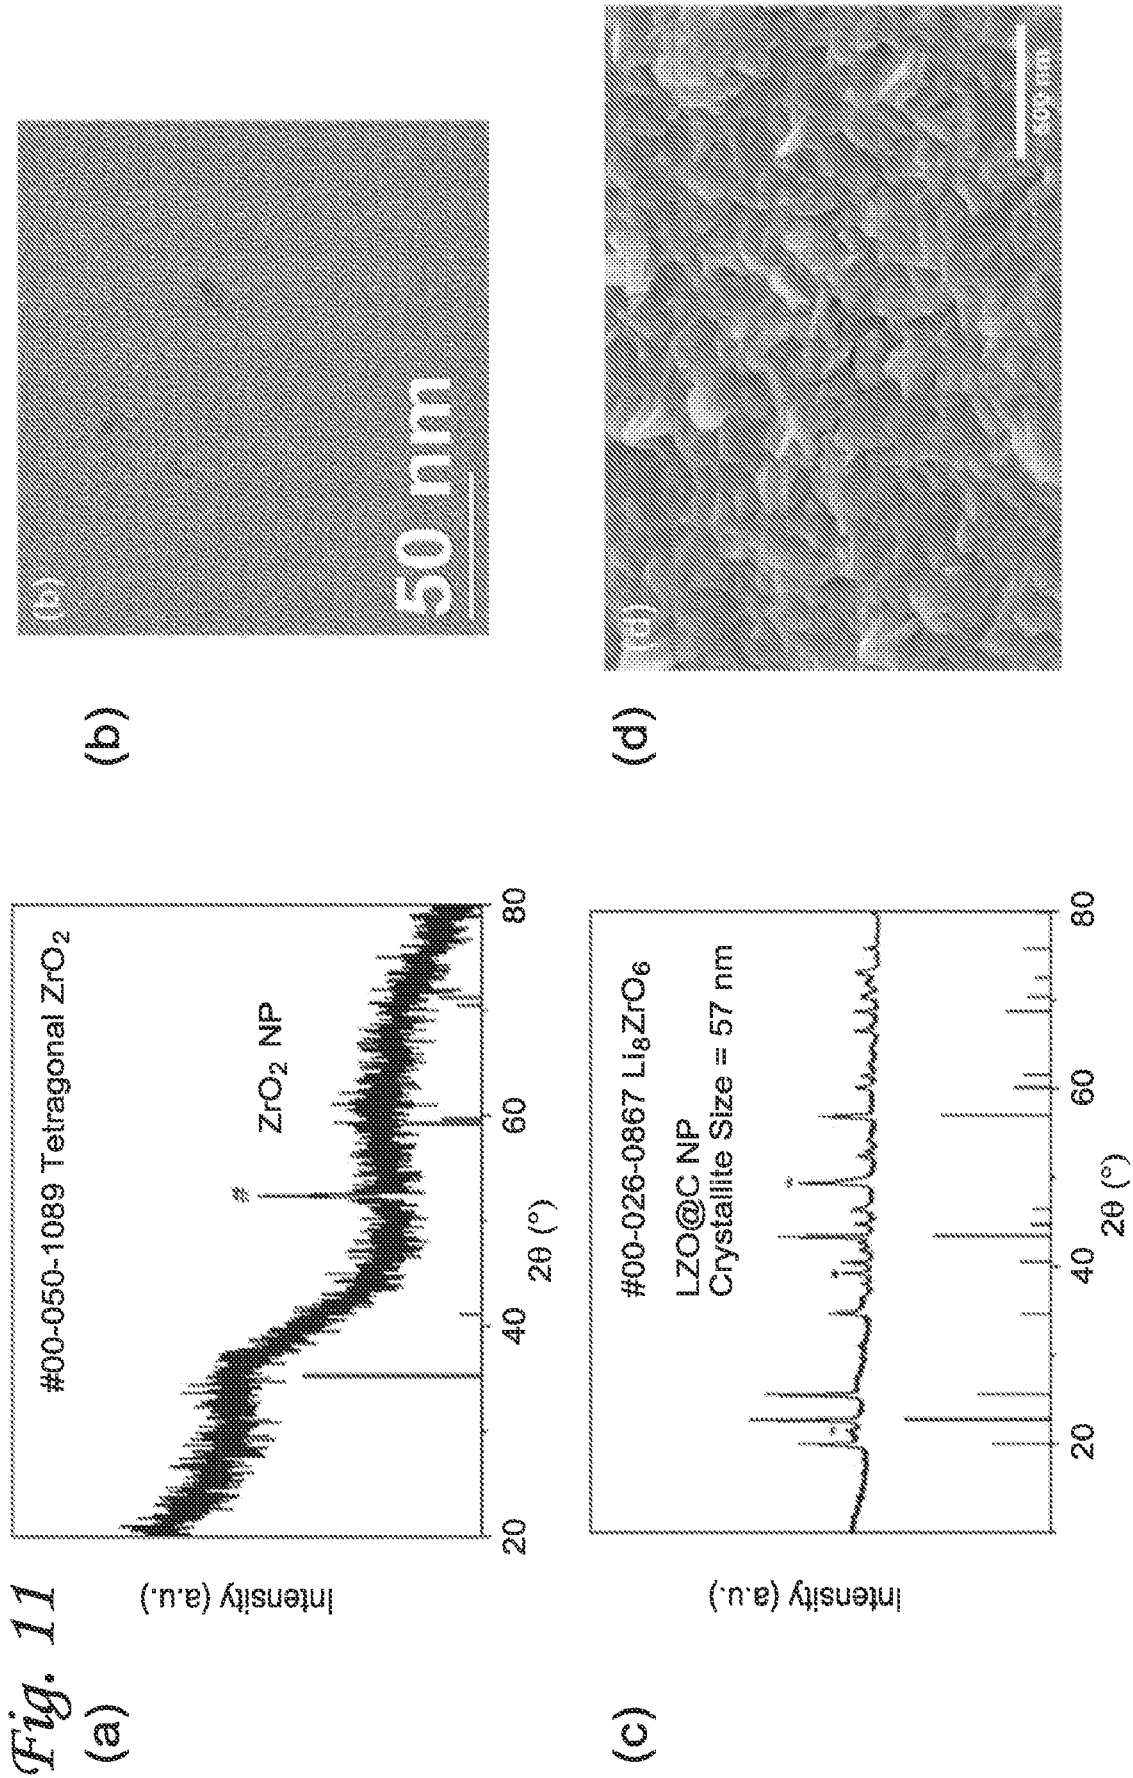 Fig. 11
(a)
Intensity (a.u.)
#00-050-1089 Tetragonal ZrO₂
ZrO₂ NP
#
20
40
60
80
2θ (°)
(b)
(b)
50 nm
(c)
Intensity (a.u.)
#00-026-0867 Li₈ZrO₆
LZO@C NP
Crystallite Size = 57 nm
20
40
60
80
2θ (°)
(d)
(d)
nm